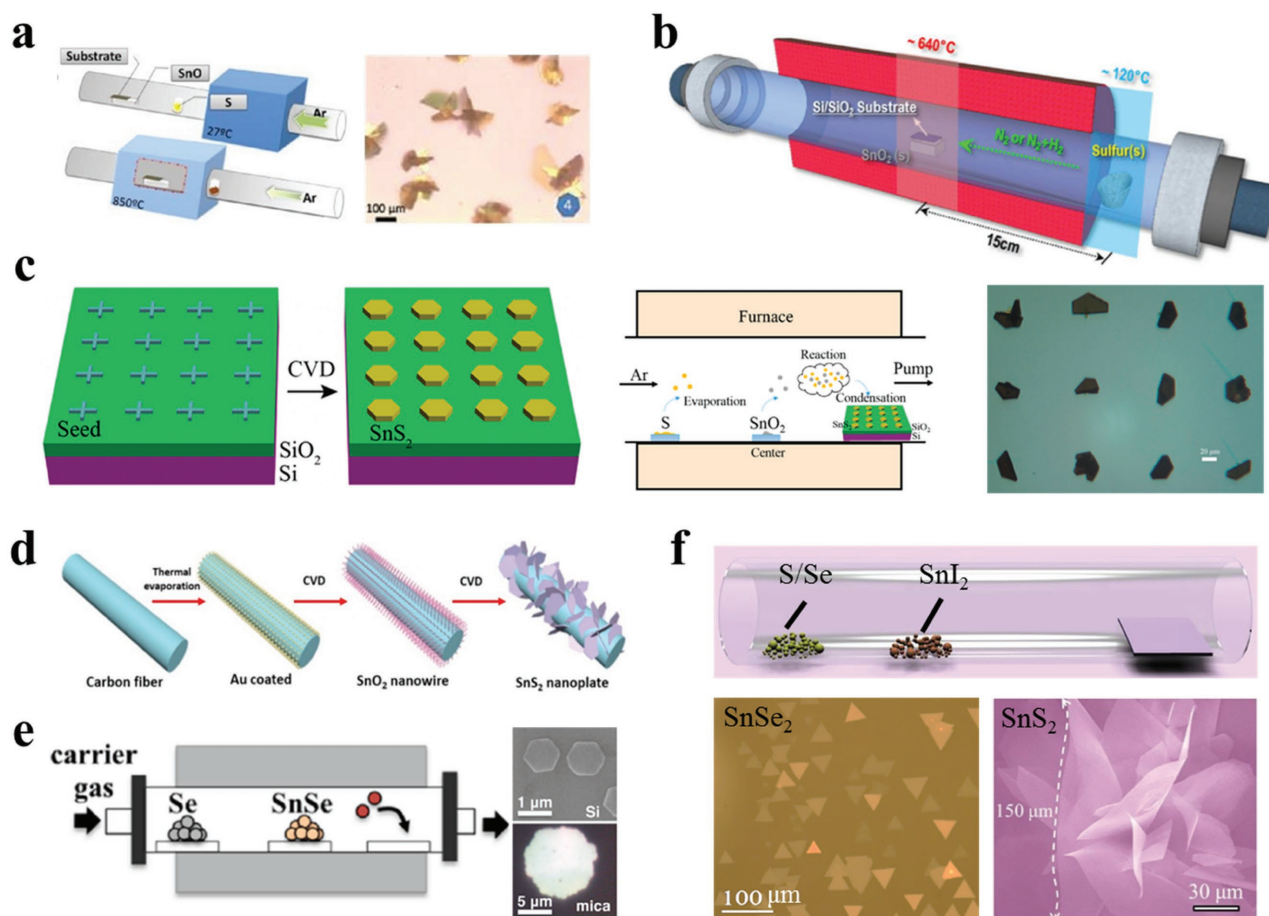 a
Substrate
SnO
S
Ar
27ºC
850ºC
Ar
100 µm
4
b
~ 640°C
~ 120°C
Si/SiO₂ Substrate
N₂ or N₂+H₂
SnO₂ (s)
Sulfur(s)
15cm
c
CVD
Seed
SnS₂
SiO₂
Si
Furnace
Ar
Reaction
Pump
Evaporation
Condensation
S
SnO₂
SnS₂
SiO₂
Si
Center
20 µm
d
Thermal
evaporation
CVD
CVD
Carbon fiber
Au coated
SnO₂ nanowire
SnS₂ nanoplate
e
carrier
gas
Se
SnSe
1 µm
Si
5 µm
mica
f
S/Se
SnI₂
SnSe₂
100 µm
SnS₂
150 µm
30 µm